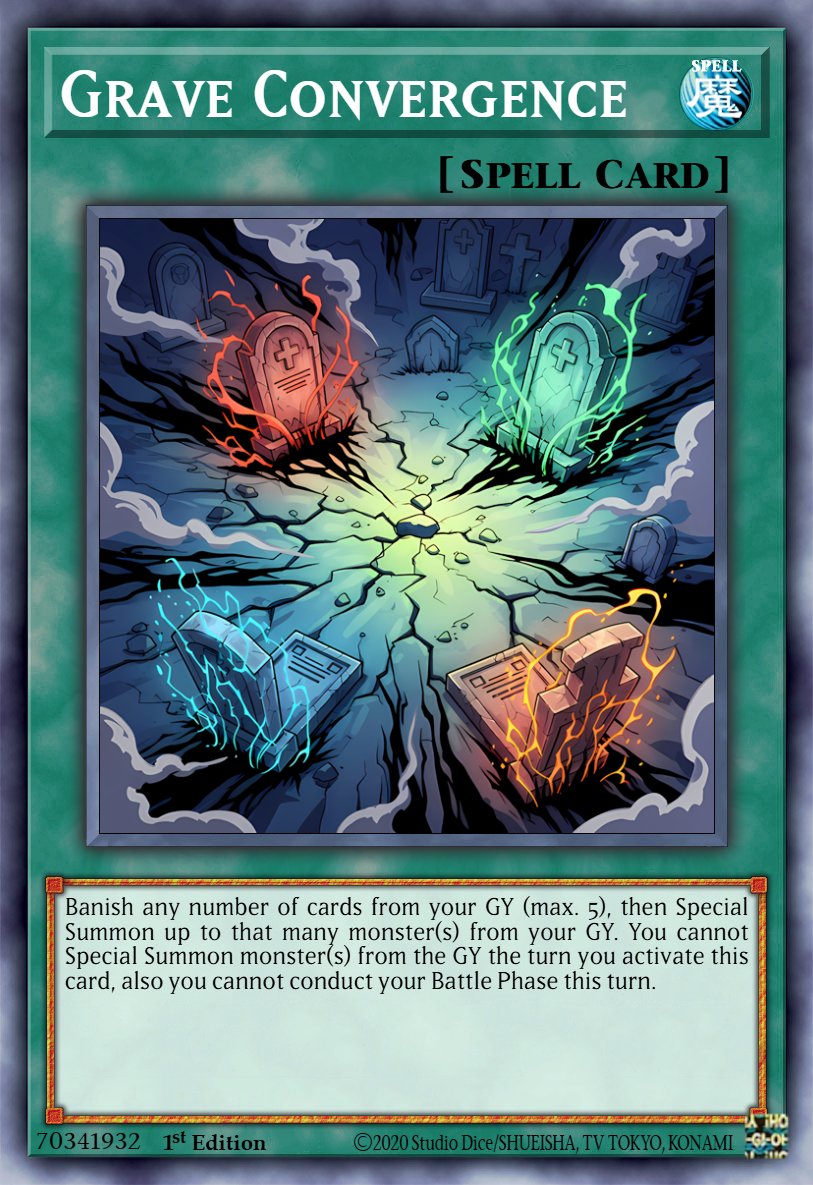 GRAVE CONVERGENCE
SPELL
魔
[SPELL CARD]
Banish any number of cards from your GY (max. 5), then Special
Summon up to that many monster(s) from your GY. You cannot
Special Summon monster(s) from the GY the turn you activate this
card, also you cannot conduct your Battle Phase this turn.
70341932 1st Edition ©2020 Studio Dice/SHUEISHA, TV TOKYO, KONAMI